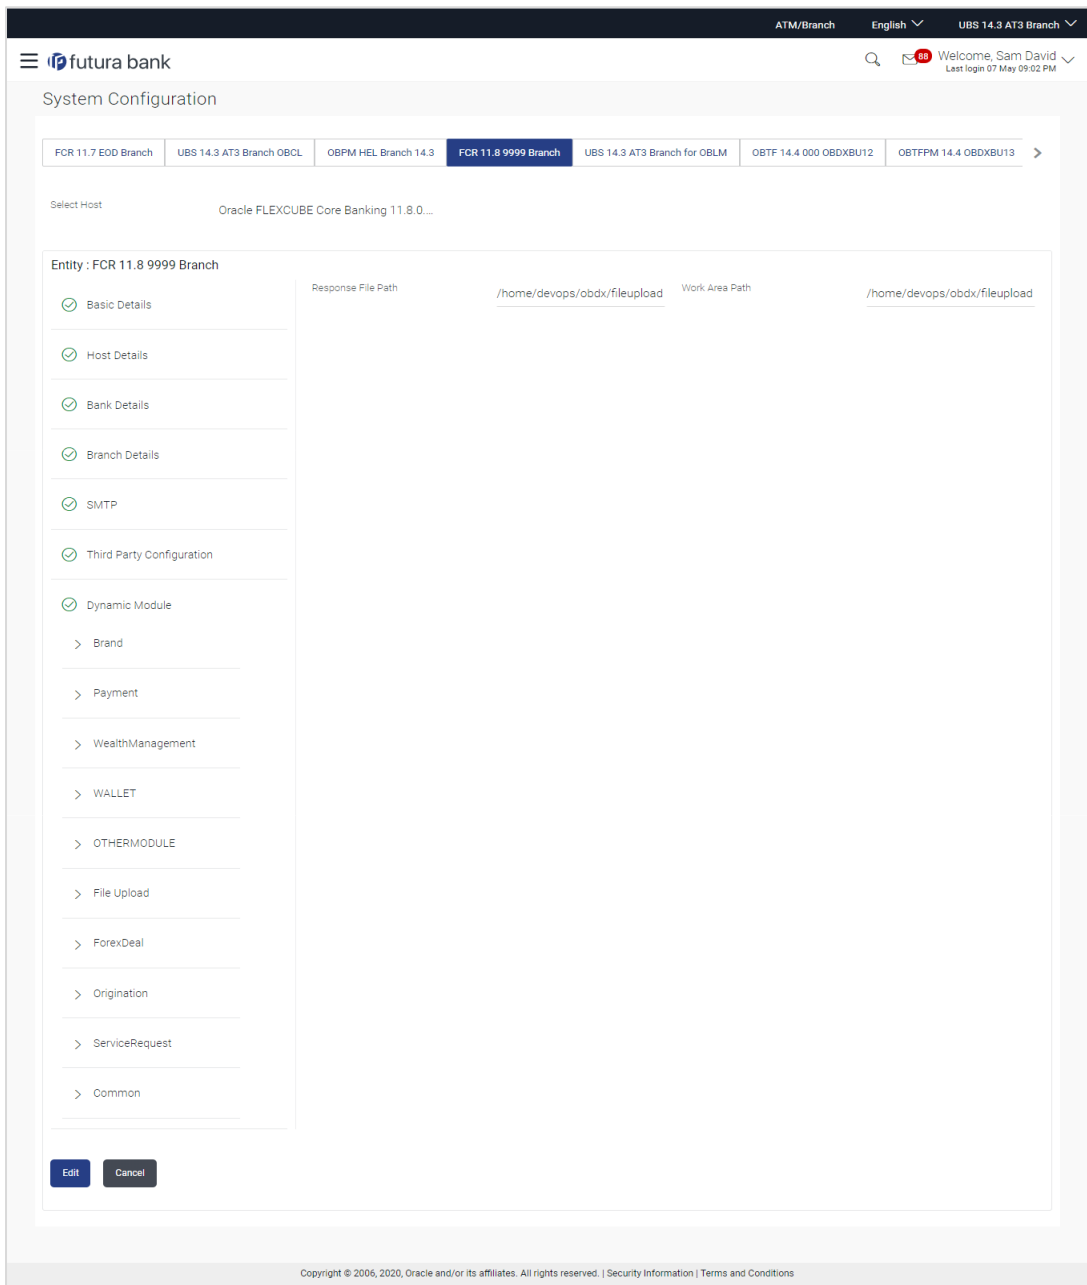 ATM/Branch English UBS 14.3 AT3 Branch
futura bank
88
Welcome, Sam David
Last login 07 May 09:02 PM
System Configuration
FCR 11.7 EOD Branch UBS 14.3 AT3 Branch OBCL OBPM HEL Branch 14.3 FCR 11.8 9999 Branch UBS 14.3 AT3 Branch for OBLM OBTF 14.4 000 OBDXBU12 OBTFPM 14.4 OBDXBU13
Select Host Oracle FLEXCUBE Core Banking 11.8.0....
Entity : FCR 11.8 9999 Branch
Response File Path /home/devops/obdx/fileupload Work Area Path /home/devops/obdx/fileupload
Basic Details
Host Details
Bank Details
Branch Details
SMTP
Third Party Configuration
Dynamic Module
Brand
Payment
WealthManagement
WALLET
OTHERMODULE
File Upload
ForexDeal
Origination
ServiceRequest
Common
Edit Cancel
Copyright © 2006, 2020, Oracle and/or its affiliates. All rights reserved. | Security Information | Terms and Conditions